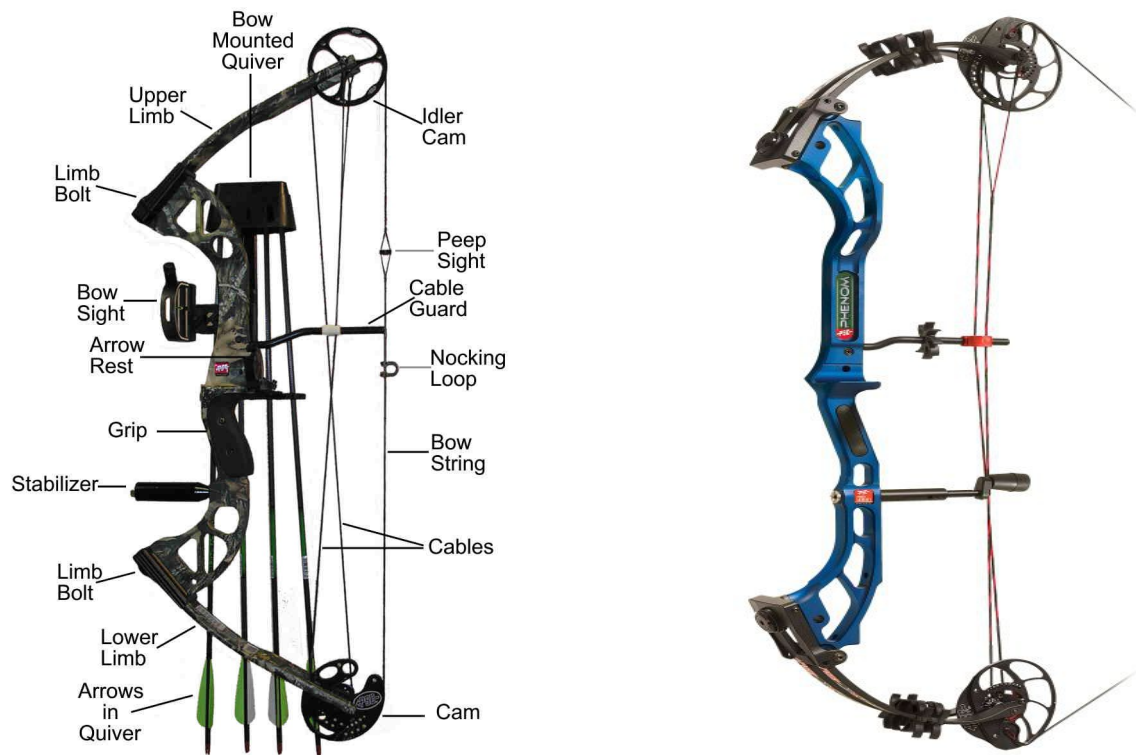 Bow
Mounted
Quiver
Upper
Limb
Idler
Cam
Limb
Bolt
Peep
Sight
Bow
Sight
Cable
Guard
Arrow
Rest
Nocking
Loop
Grip
Bow
String
Stabilizer
Cables
Limb
Bolt
Lower
Limb
Arrows
in
Quiver
Cam
PHENOM